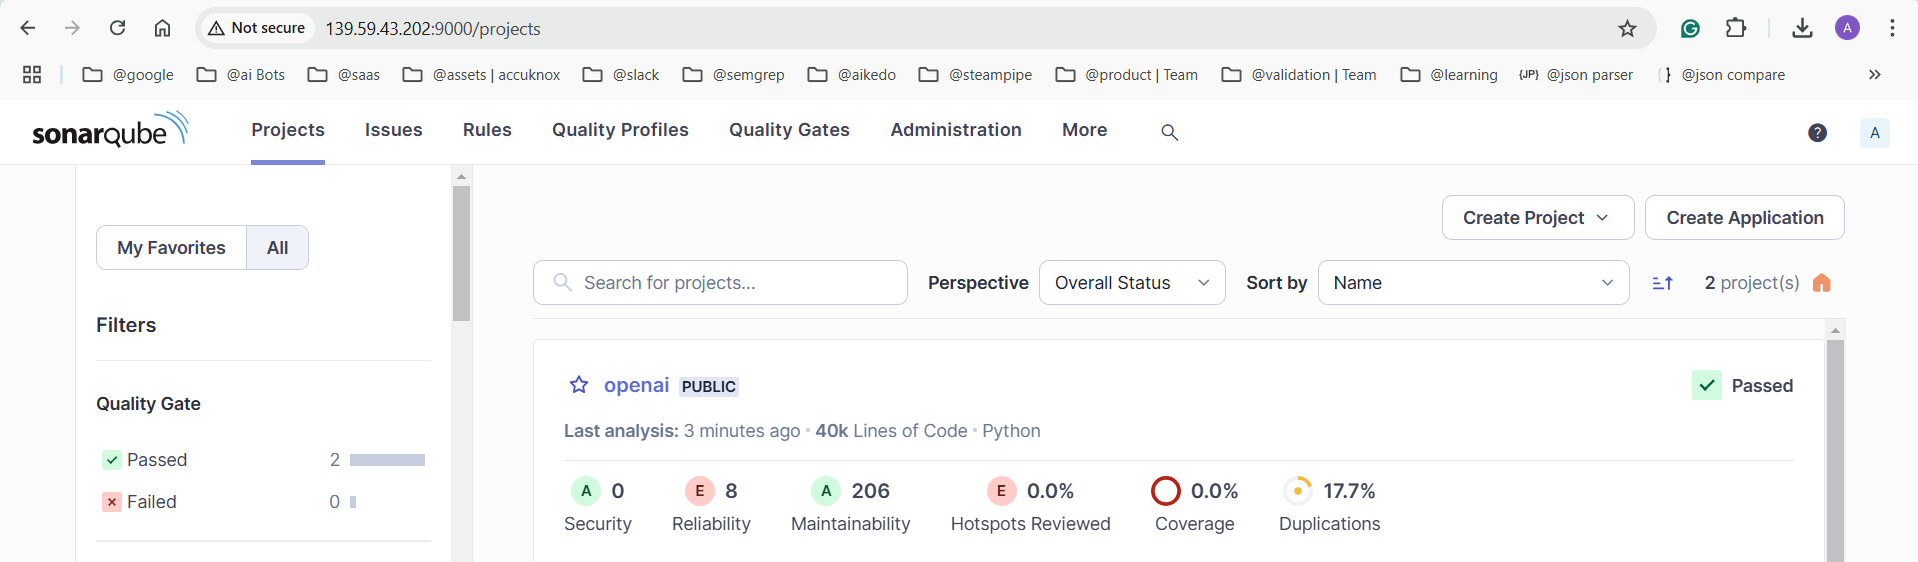 Not secure 139.59.43.202:9000/projects A
@google @ai Bots @saas @assets | accuknox @slack @semgrep @aikedo @steampipe @product | Team @validation | Team @learning {JP} @json parser { } @json compare »
sonarqube Projects Issues Rules Quality Profiles Quality Gates Administration More ? A
Create Project Create Application
My Favorites All
Search for projects... Perspective Overall Status Sort by Name 2 project(s)
Filters
openai PUBLIC Passed
Quality Gate
Last analysis: 3 minutes ago • 40k Lines of Code • Python
Passed 2
Failed 0
A 0 E 8 A 206 E 0.0% 0.0% 17.7%
Security Reliability Maintainability Hotspots Reviewed Coverage Duplications